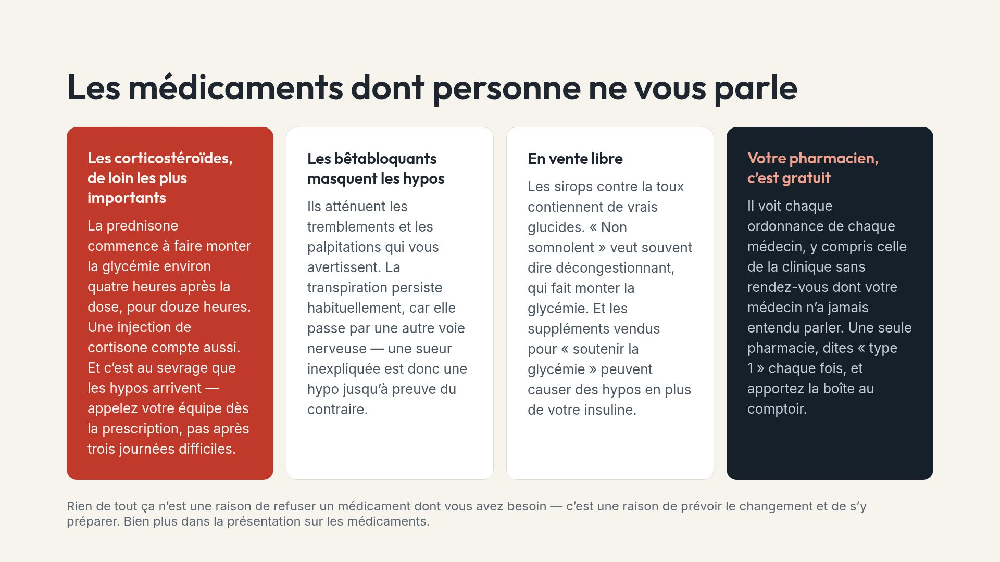 Les médicaments dont personne ne vous parle
Les corticostéroïdes,
de loin les plus
importants
La prednisone
commence à faire monter
la glycémie environ
quatre heures après la
dose, pour douze heures.
Une injection de
cortisone compte aussi.
Et c’est au sevrage que
les hypos arrivent —
appelez votre équipe dès
la prescription, pas après
trois journées difficiles.
Les bêtabloquants
masquent les hypos
Ils atténuent les
tremblements et les
palpitations qui vous
avertissent. La
transpiration persiste
habituellement, car elle
passe par une autre voie
nerveuse — une sueur
inexpliquée est donc une
hypo jusqu’à preuve du
contraire.
En vente libre
Les sirops contre la toux
contiennent de vrais
glucides. « Non
somnolent » veut souvent
dire décongestionnant,
qui fait monter la
glycémie. Et les
suppléments vendus
pour « soutenir la
glycémie » peuvent
causer des hypos en plus
de votre insuline.
Votre pharmacien,
c’est gratuit
Il voit chaque
ordonnance de chaque
médecin, y compris celle
de la clinique sans
rendez-vous dont votre
médecin n’a jamais
entendu parler. Une seule
pharmacie, dites « type
1 » chaque fois, et
apportez la boîte au
comptoir.
Rien de tout ça n’est une raison de refuser un médicament dont vous avez besoin — c’est une raison de prévoir le changement et de s’y
préparer. Bien plus dans la présentation sur les médicaments.